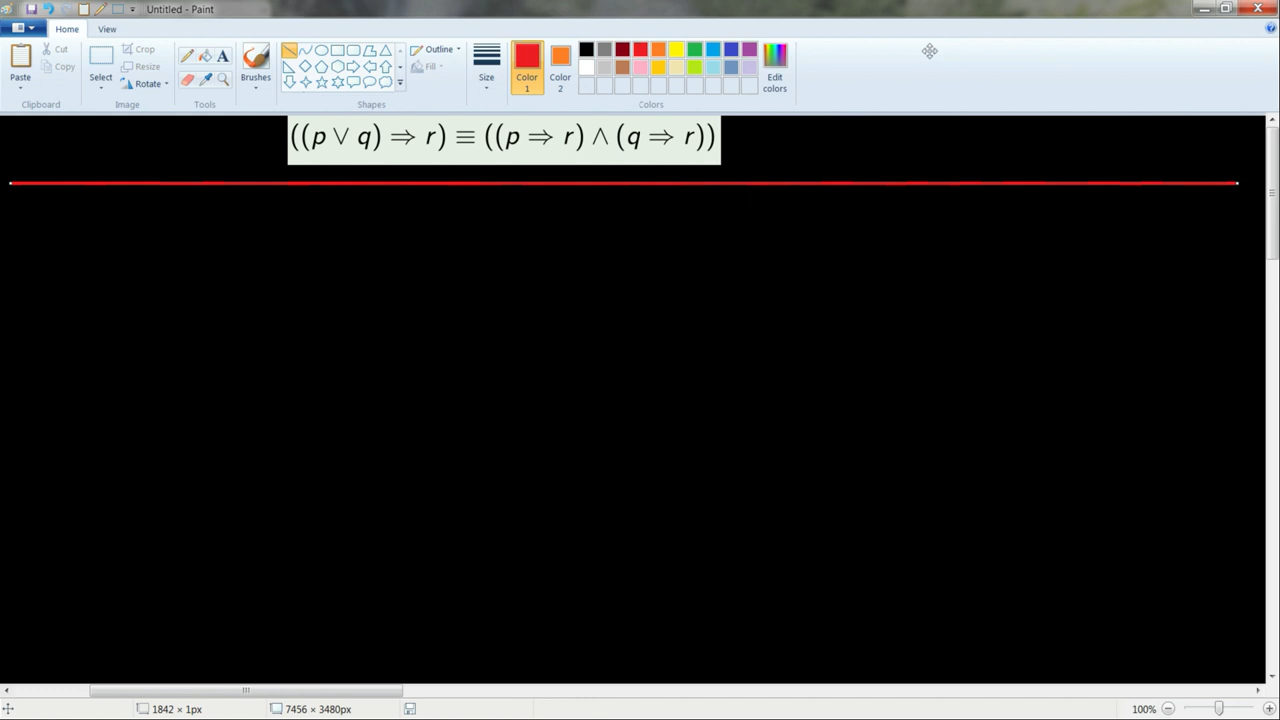 Untitled - Paint
Home View
Paste
Cut
Copy
Clipboard
Select
Crop
Resize
Rotate
Image
A
Tools
Brushes
Outline
Fill
Shapes
Size
Color 1
Color 2
Edit colors
Colors
((p ∨ q) ⇒ r) ≡ ((p ⇒ r) ∧ (q ⇒ r))
1842 × 1px
7456 × 3480px
100%